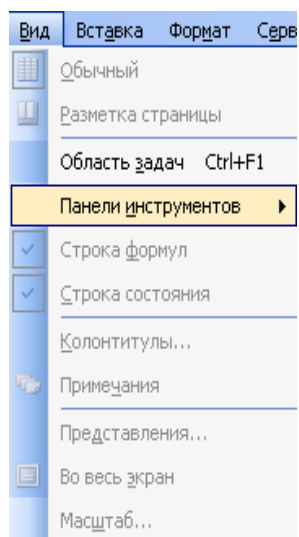 Вид Вставка Формат Серв
Обычный
Разметка страницы
Область задач Ctrl+F1
Панели инструментов
Строка формул
Строка состояния
Колонтитулы...
Примечания
Представления...
Во весь экран
Масштаб...